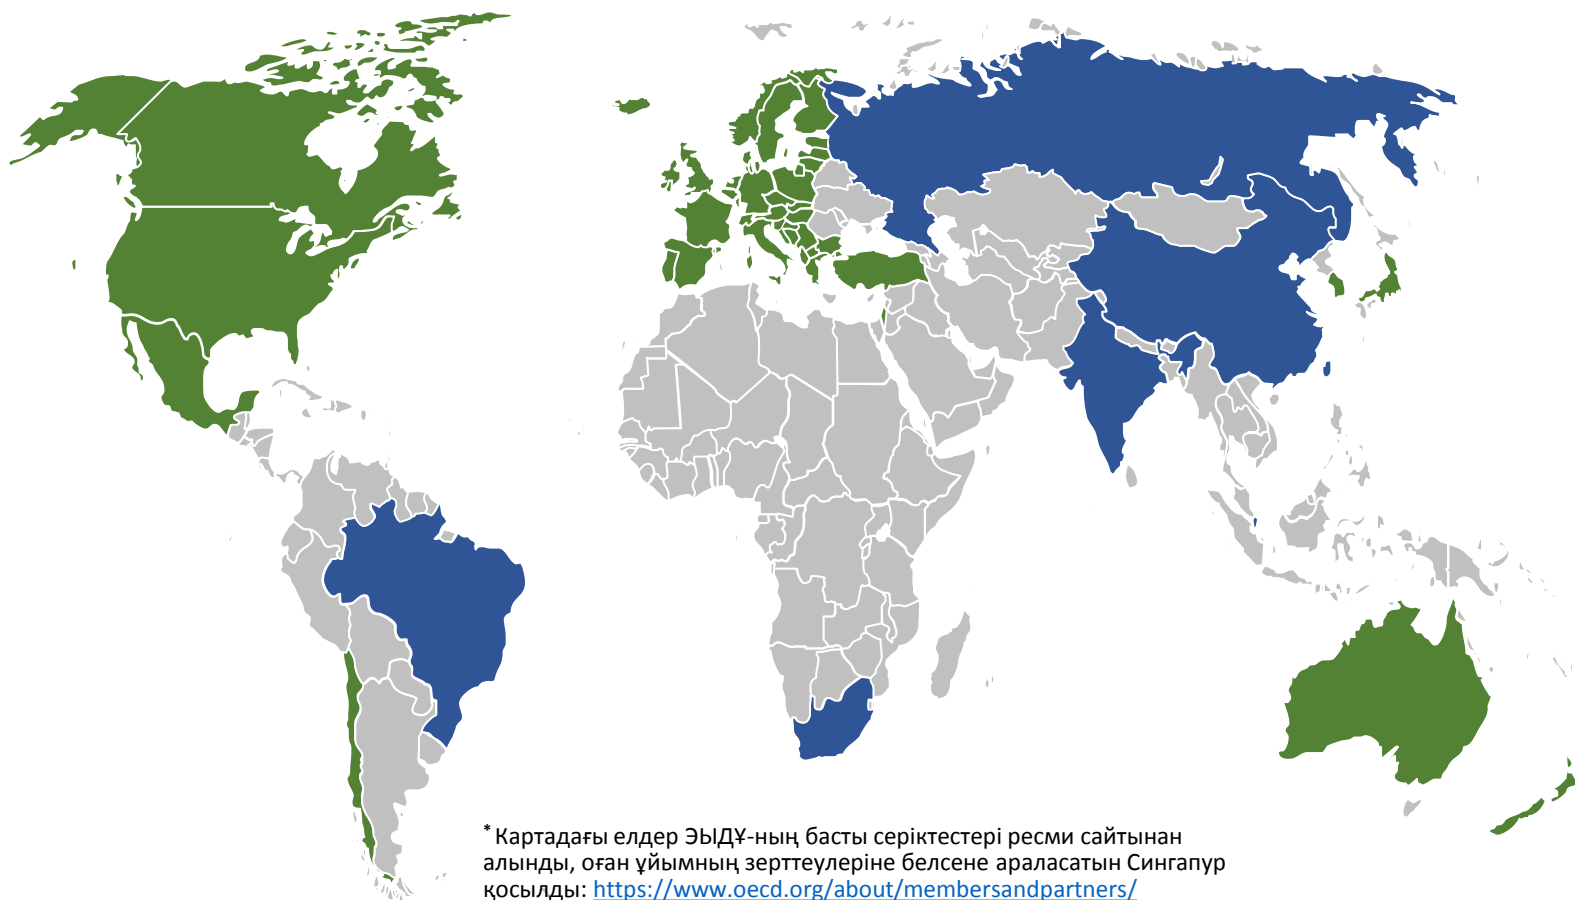 * Картадағы елдер ЭЫДҰ-ның басты серіктестері ресми сайтынан
алынды, оған ұйымның зерттеулеріне белсене араласатын Сингапур
қосылды: https://www.oecd.org/about/membersandpartners/